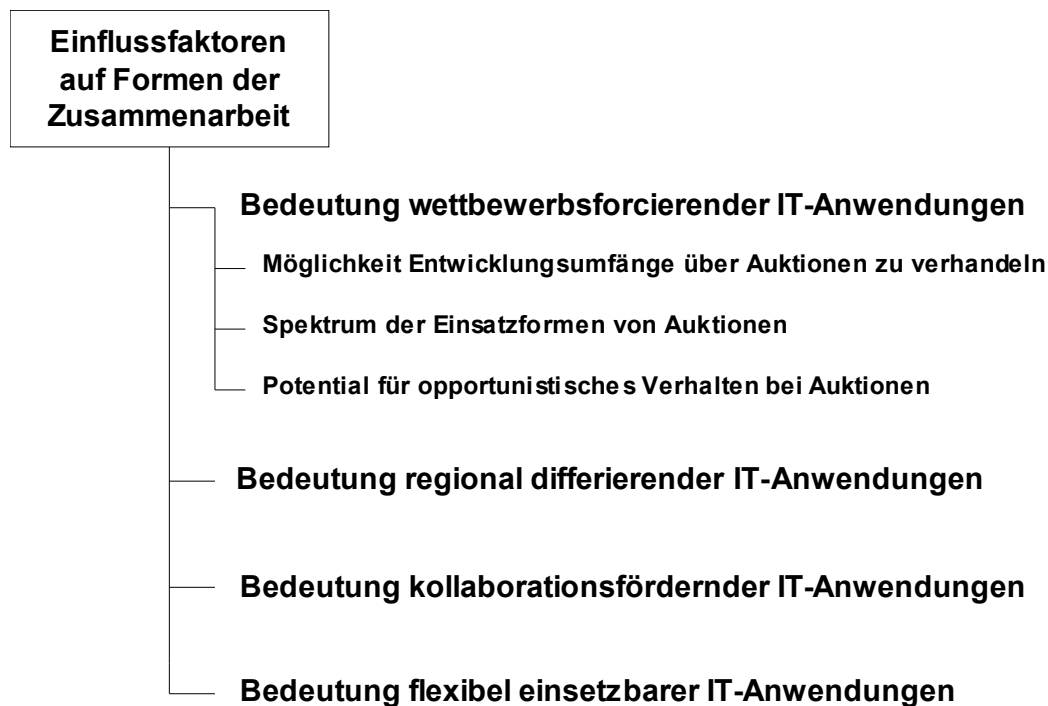 Einflussfaktoren
auf Formen der
Zusammenarbeit
Bedeutung wettbewerbsforcierender IT-Anwendungen
Möglichkeit Entwicklungsumfänge über Auktionen zu verhandeln
Spektrum der Einsatzformen von Auktionen
Potential für opportunistisches Verhalten bei Auktionen
Bedeutung regional differierender IT-Anwendungen
Bedeutung kollaborationsfördernder IT-Anwendungen
Bedeutung flexibel einsetzbarer IT-Anwendungen